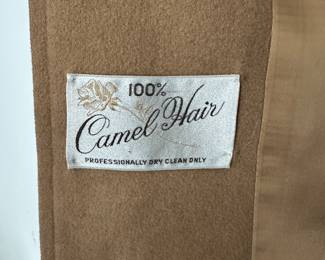 100%
Camel Hair
PROFESSIONALLY DRY CLEAN ONLY